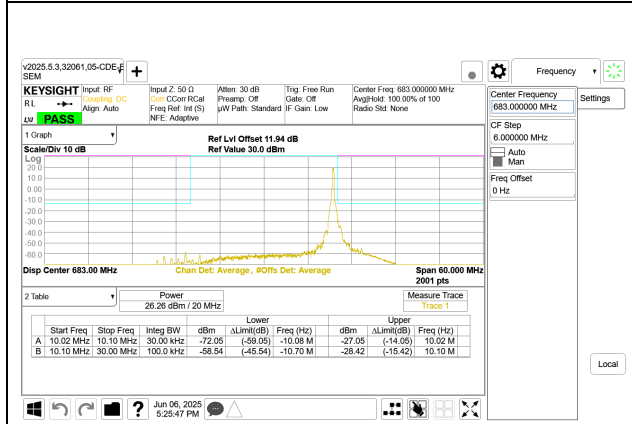 v2025.5.3,32061,05-CDE-E
SEM
Frequency
KEYSIGHT
RL
PASS
Input: RF
Coupling: DC
Align: Auto
Input Z: 50 Ω
Corr CCorr RCal
Freq Ref: Int (S)
NFE: Adaptive
Atten: 30 dB
Preamp: Off
µW Path: Standard
Trig: Free Run
Gate: Off
IF Gain: Low
Center Freq: 683.000000 MHz
Avg|Hold: 100.00% of 100
Radio Std: None
Center Frequency
683.000000 MHz
Settings
CF Step
6.000000 MHz
Auto
Man
Freq Offset
0 Hz
1 Graph
Scale/Div 10 dB
Ref Lvl Offset 11.94 dB
Ref Value 30.0 dBm
Log
20.0
10.0
0.00
-10.0
-20.0
-30.0
-40.0
-50.0
-60.0
Disp Center 683.00 MHz
Chan Det: Average, #Offs Det: Average
Span 60.000 MHz
2001 pts
2 Table
Power
26.26 dBm / 20 MHz
Measure Trace
Trace 1
Lower Upper
Start Freq Stop Freq Integ BW dBm ΔLimit(dB) Freq (Hz) dBm ΔLimit(dB) Freq (Hz)
A 10.02 MHz 10.10 MHz 30.00 kHz -72.05 (-59.05) -10.08 M -27.05 (-14.05) 10.02 M
B 10.10 MHz 30.00 MHz 100.0 kHz -58.54 (-45.54) -10.70 M -28.42 (-15.42) 10.10 M
Local
Jun 06, 2025
5:25:47 PM